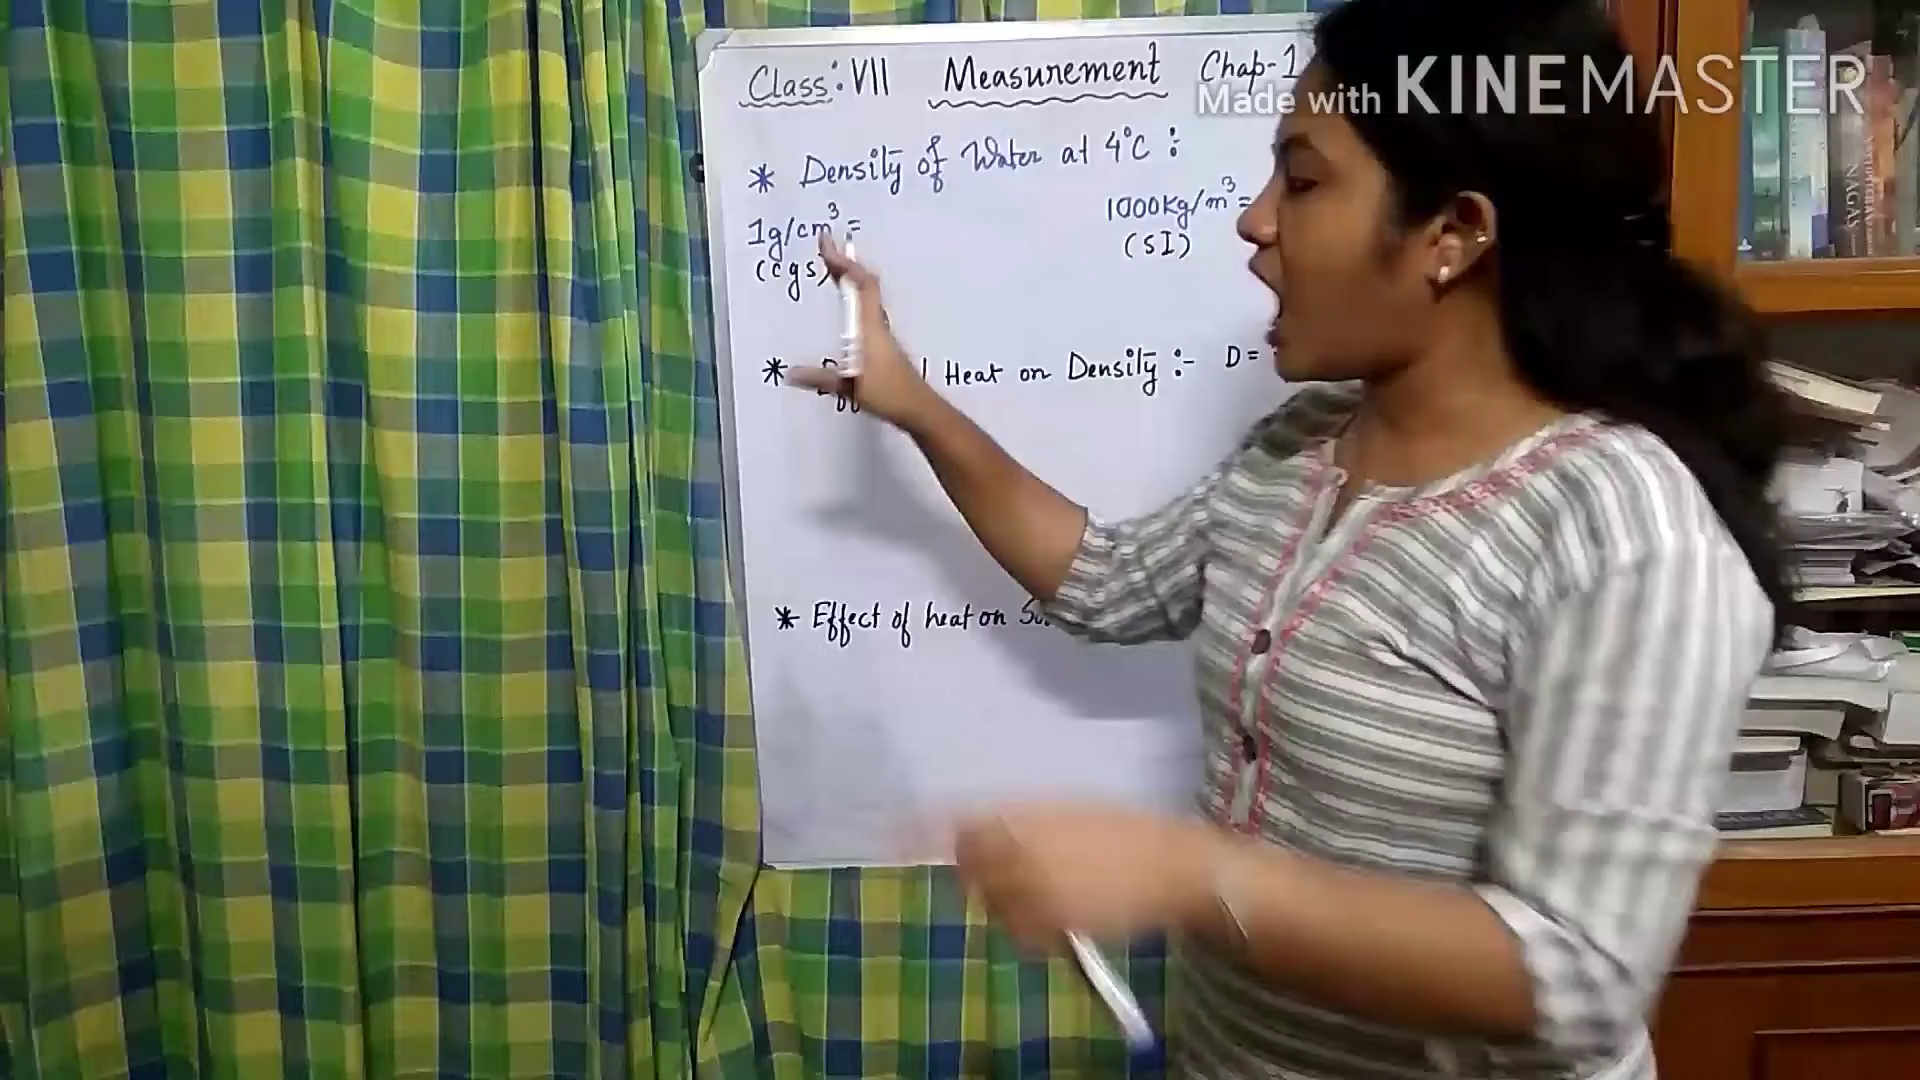 Class: VII Measurement Chap-1
Made with KINEMASTER
* Density of Water at 4°C :
1g/cm³ =
(cgs)
1000Kg/m³ =
(SI)
* Heat on Density :- D =
* Effect of heat on
NAGAS